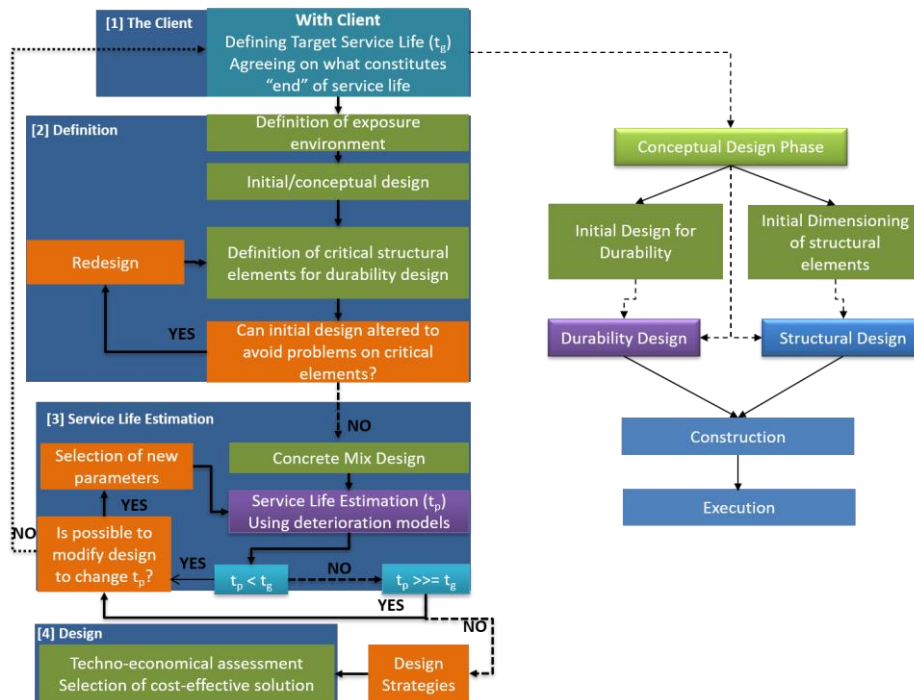 [1] The Client
With Client
Defining Target Service Life (tg)
Agreeing on what constitutes
“end” of service life
[2] Definition
Definition of exposure
environment
Initial/conceptual design
Definition of critical structural
elements for durability design
Redesign
YES
Can initial design altered to
avoid problems on critical
elements?
NO
[3] Service Life Estimation
Selection of new
parameters
Concrete Mix Design
Service Life Estimation (tp)
Using deterioration models
YES
NO
Is possible to
modify design
to change tp?
YES
tp < tg
NO
tp >>= tg
YES
NO
[4] Design
Techno-economical assessment
Selection of cost-effective solution
Design
Strategies
Conceptual Design Phase
Initial Design for
Durability
Initial Dimensioning
of structural
elements
Durability Design
Structural Design
Construction
Execution